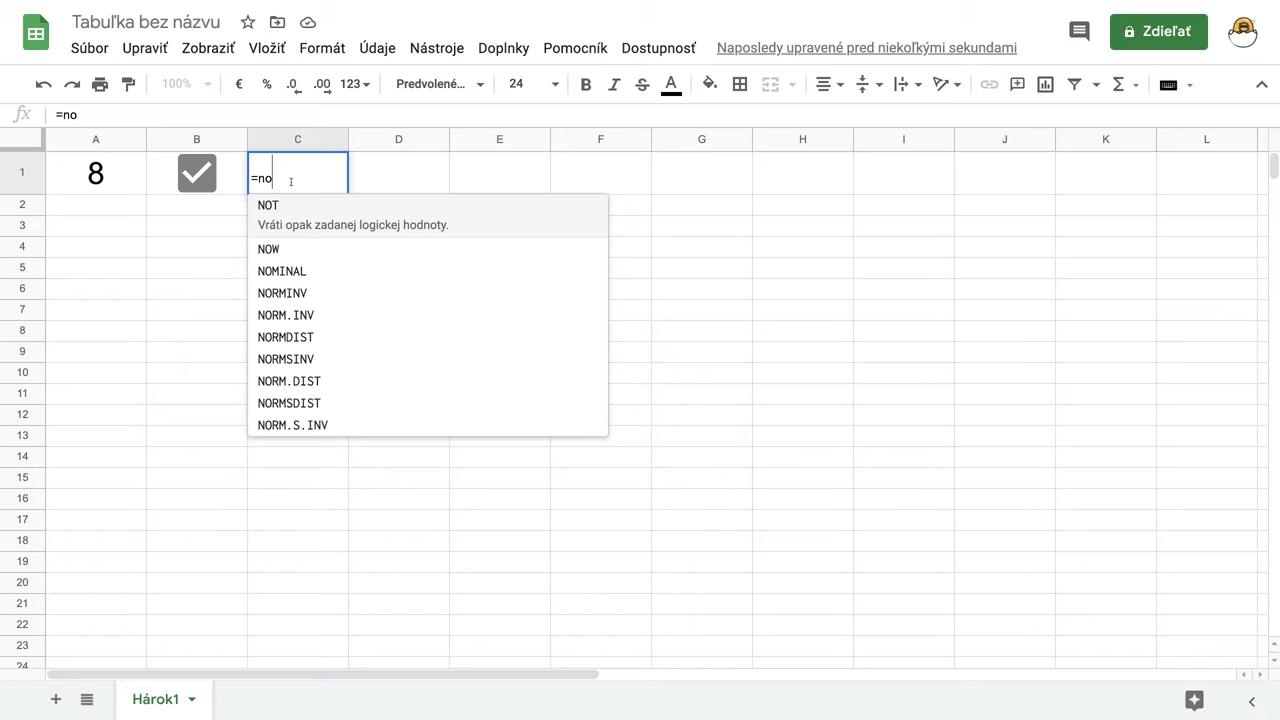 Tabuľka bez názvu
Súbor Upraviť Zobraziť Vložiť Formát Údaje Nástroje Doplnky Pomocník Dostupnosť Naposledy upravené pred niekoľkými sekundami
Zdieľať
100% € % .0 .00 123 Predvolené... 24 B I S A Σ
fx =no
A B C D E F G H I J K L
1 8 =no
2 NOT
3 Vráti opak zadanej logickej hodnoty.
4 NOW
5 NOMINAL
6 NORMINV
7 NORM.INV
8 NORMDIST
9 NORMSINV
10 NORM.DIST
11 NORMSDIST
12 NORM.S.INV
13
14
15
16
17
18
19
20
21
22
23
24
Hárok1